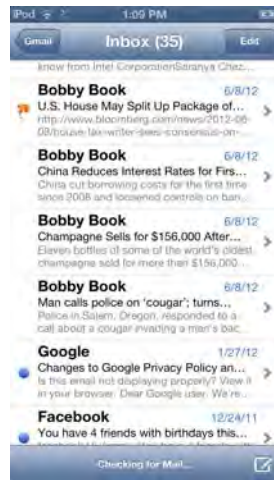 iPod
1:09 PM
Gmail
Inbox (35)
Edit
know from Intel CorporationSaranya Chaz...
Bobby Book
6/8/12
U.S. House May Split Up Package of...
http://www.bloomberg.com/news/2012-06-
08/house-tax-writer-sees-consensus-on-...
Bobby Book
6/8/12
China Reduces Interest Rates for Firs...
China cut borrowing costs for the first time
since 2008 and loosened controls on ban...
Bobby Book
6/8/12
Champagne Sells for $156,000 After...
Eleven bottles of some of the world's oldest
champagne sold for more than $156,000...
Bobby Book
6/8/12
Man calls police on 'cougar'; turns...
Police in Salem, Oregon, responded to a
call about a cougar invading a man's bac...
Google
1/27/12
Changes to Google Privacy Policy an...
Is this email not displaying properly? View it
in your browser. Dear Google user, We're...
Facebook
12/24/11
You have 4 friends with birthdays this...
Checking for Mail...